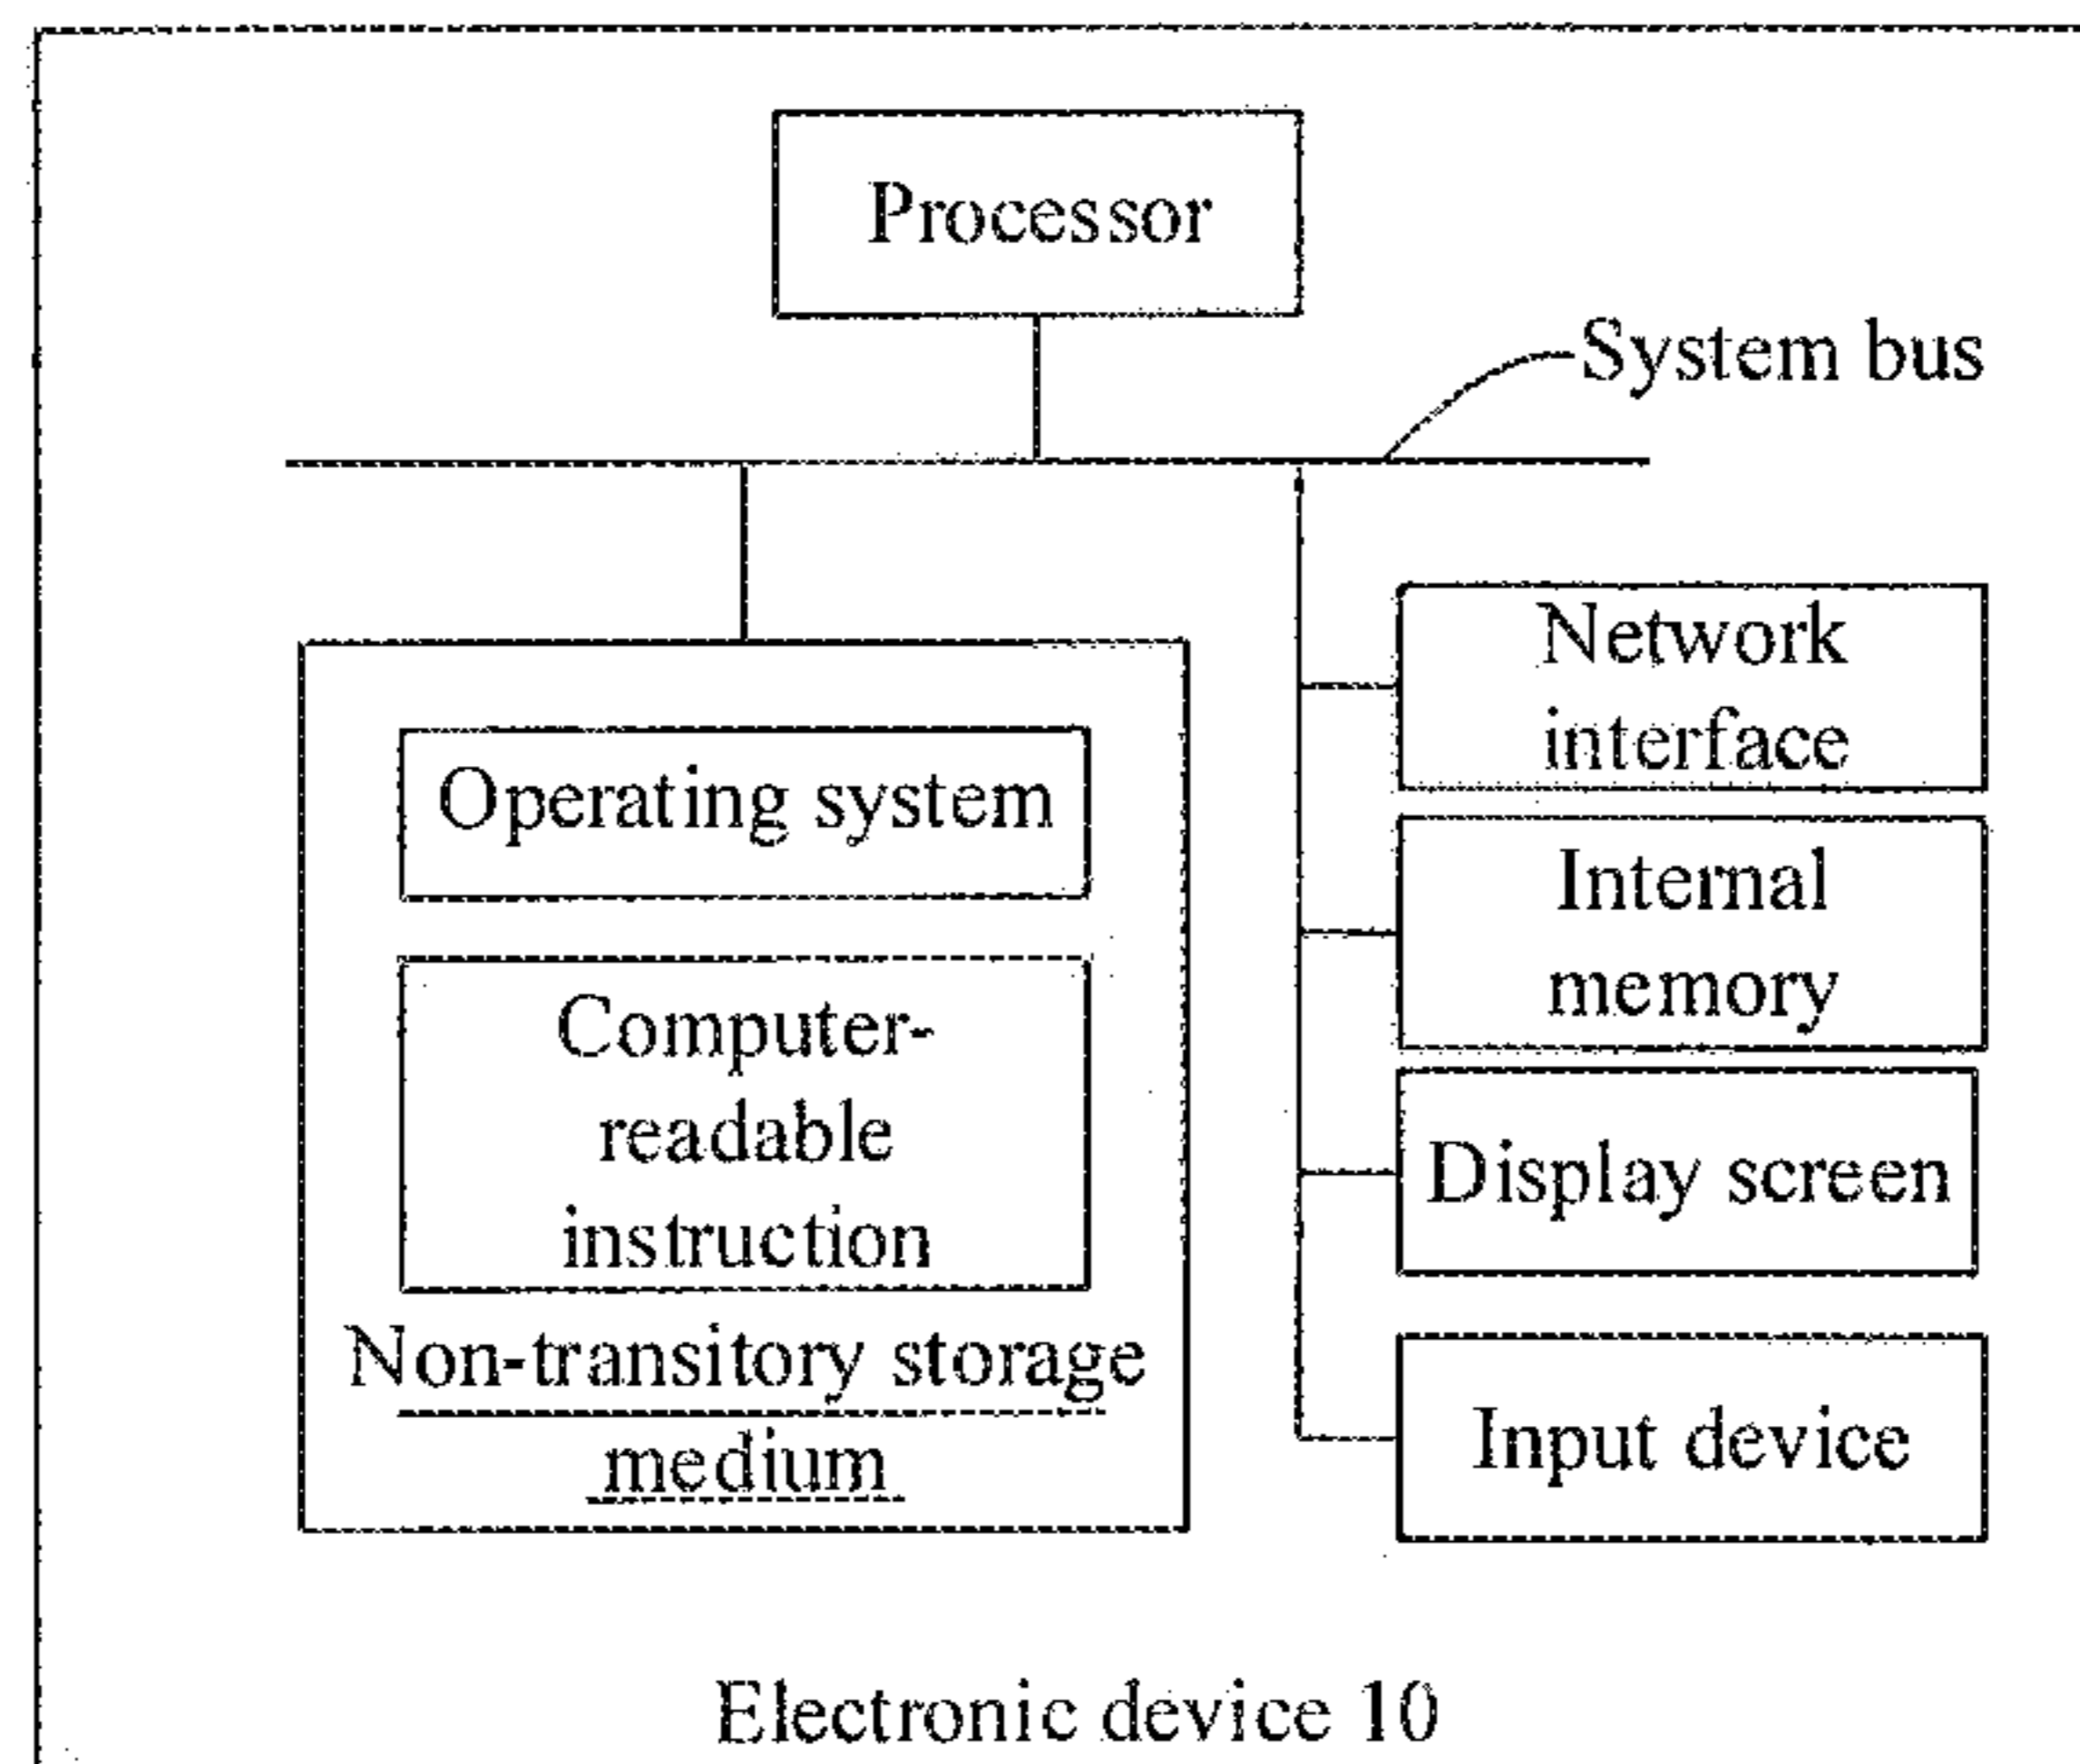 Processor
System bus
Network
interface
Operating system
Internal
memory
Computer-
readable
instruction
Display screen
Non-transitory storage
medium
Input device
Electronic device 10